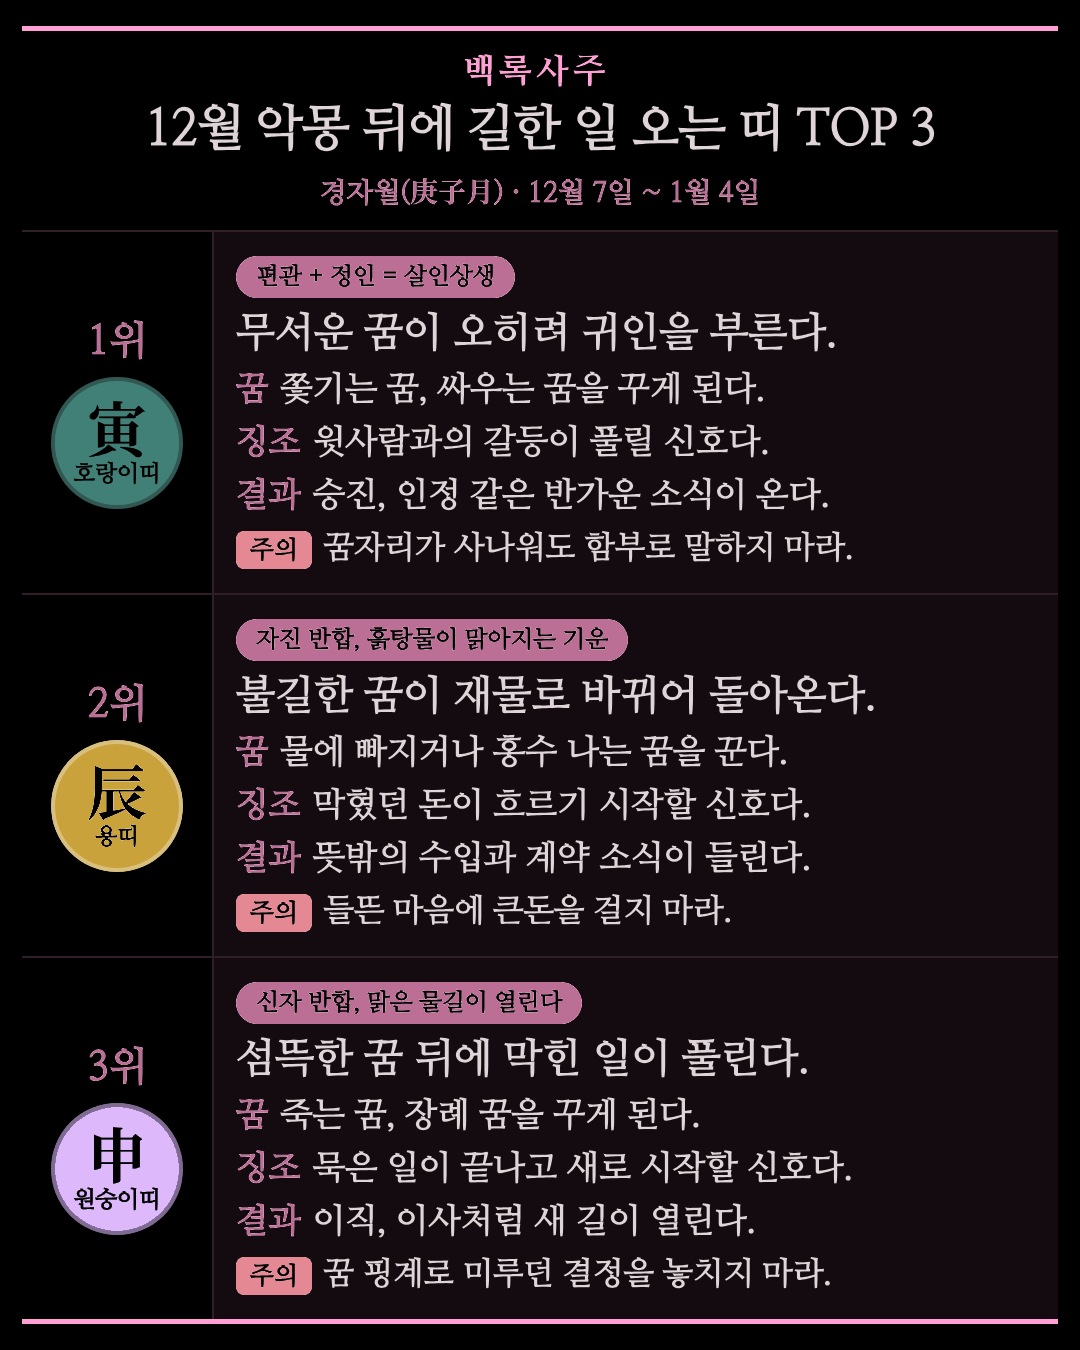 백록사주
12월 악몽 뒤에 길한 일 오는 띠 TOP 3
경자월(庚子月) · 12월 7일 ~ 1월 4일
1위
寅
호랑이띠
편관 + 정인 = 살인상생
무서운 꿈이 오히려 귀인을 부른다.
꿈 쫓기는 꿈, 싸우는 꿈을 꾸게 된다.
징조 윗사람과의 갈등이 풀릴 신호다.
결과 승진, 인정 같은 반가운 소식이 온다.
주의 꿈자리가 사나워도 함부로 말하지 마라.
2위
辰
용띠
자진 반합, 흙탕물이 맑아지는 기운
불길한 꿈이 재물로 바뀌어 돌아온다.
꿈 물에 빠지거나 홍수 나는 꿈을 꾼다.
징조 막혔던 돈이 흐르기 시작할 신호다.
결과 뜻밖의 수입과 계약 소식이 들린다.
주의 들뜬 마음에 큰돈을 걸지 마라.
3위
申
원숭이띠
신자 반합, 맑은 물길이 열린다
섬뜩한 꿈 뒤에 막힌 일이 풀린다.
꿈 죽는 꿈, 장례 꿈을 꾸게 된다.
징조 묵은 일이 끝나고 새로 시작할 신호다.
결과 이직, 이사처럼 새 길이 열린다.
주의 꿈 핑계로 미루던 결정을 놓치지 마라.